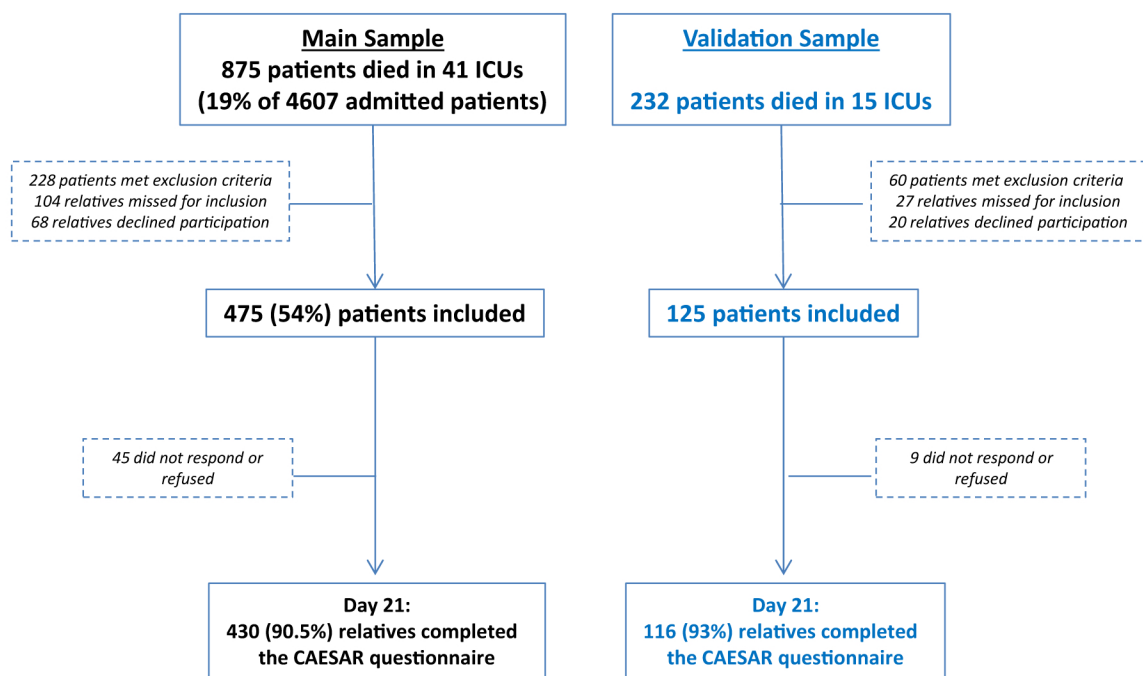 Main Sample
875 patients died in 41 ICUs
(19% of 4607 admitted patients)
Validation Sample
232 patients died in 15 ICUs
228 patients met exclusion criteria
104 relatives missed for inclusion
68 relatives declined participation
60 patients met exclusion criteria
27 relatives missed for inclusion
20 relatives declined participation
475 (54%) patients included
125 patients included
45 did not respond or
refused
9 did not respond or
refused
Day 21:
430 (90.5%) relatives completed
the CAESAR questionnaire
Day 21:
116 (93%) relatives completed
the CAESAR questionnaire